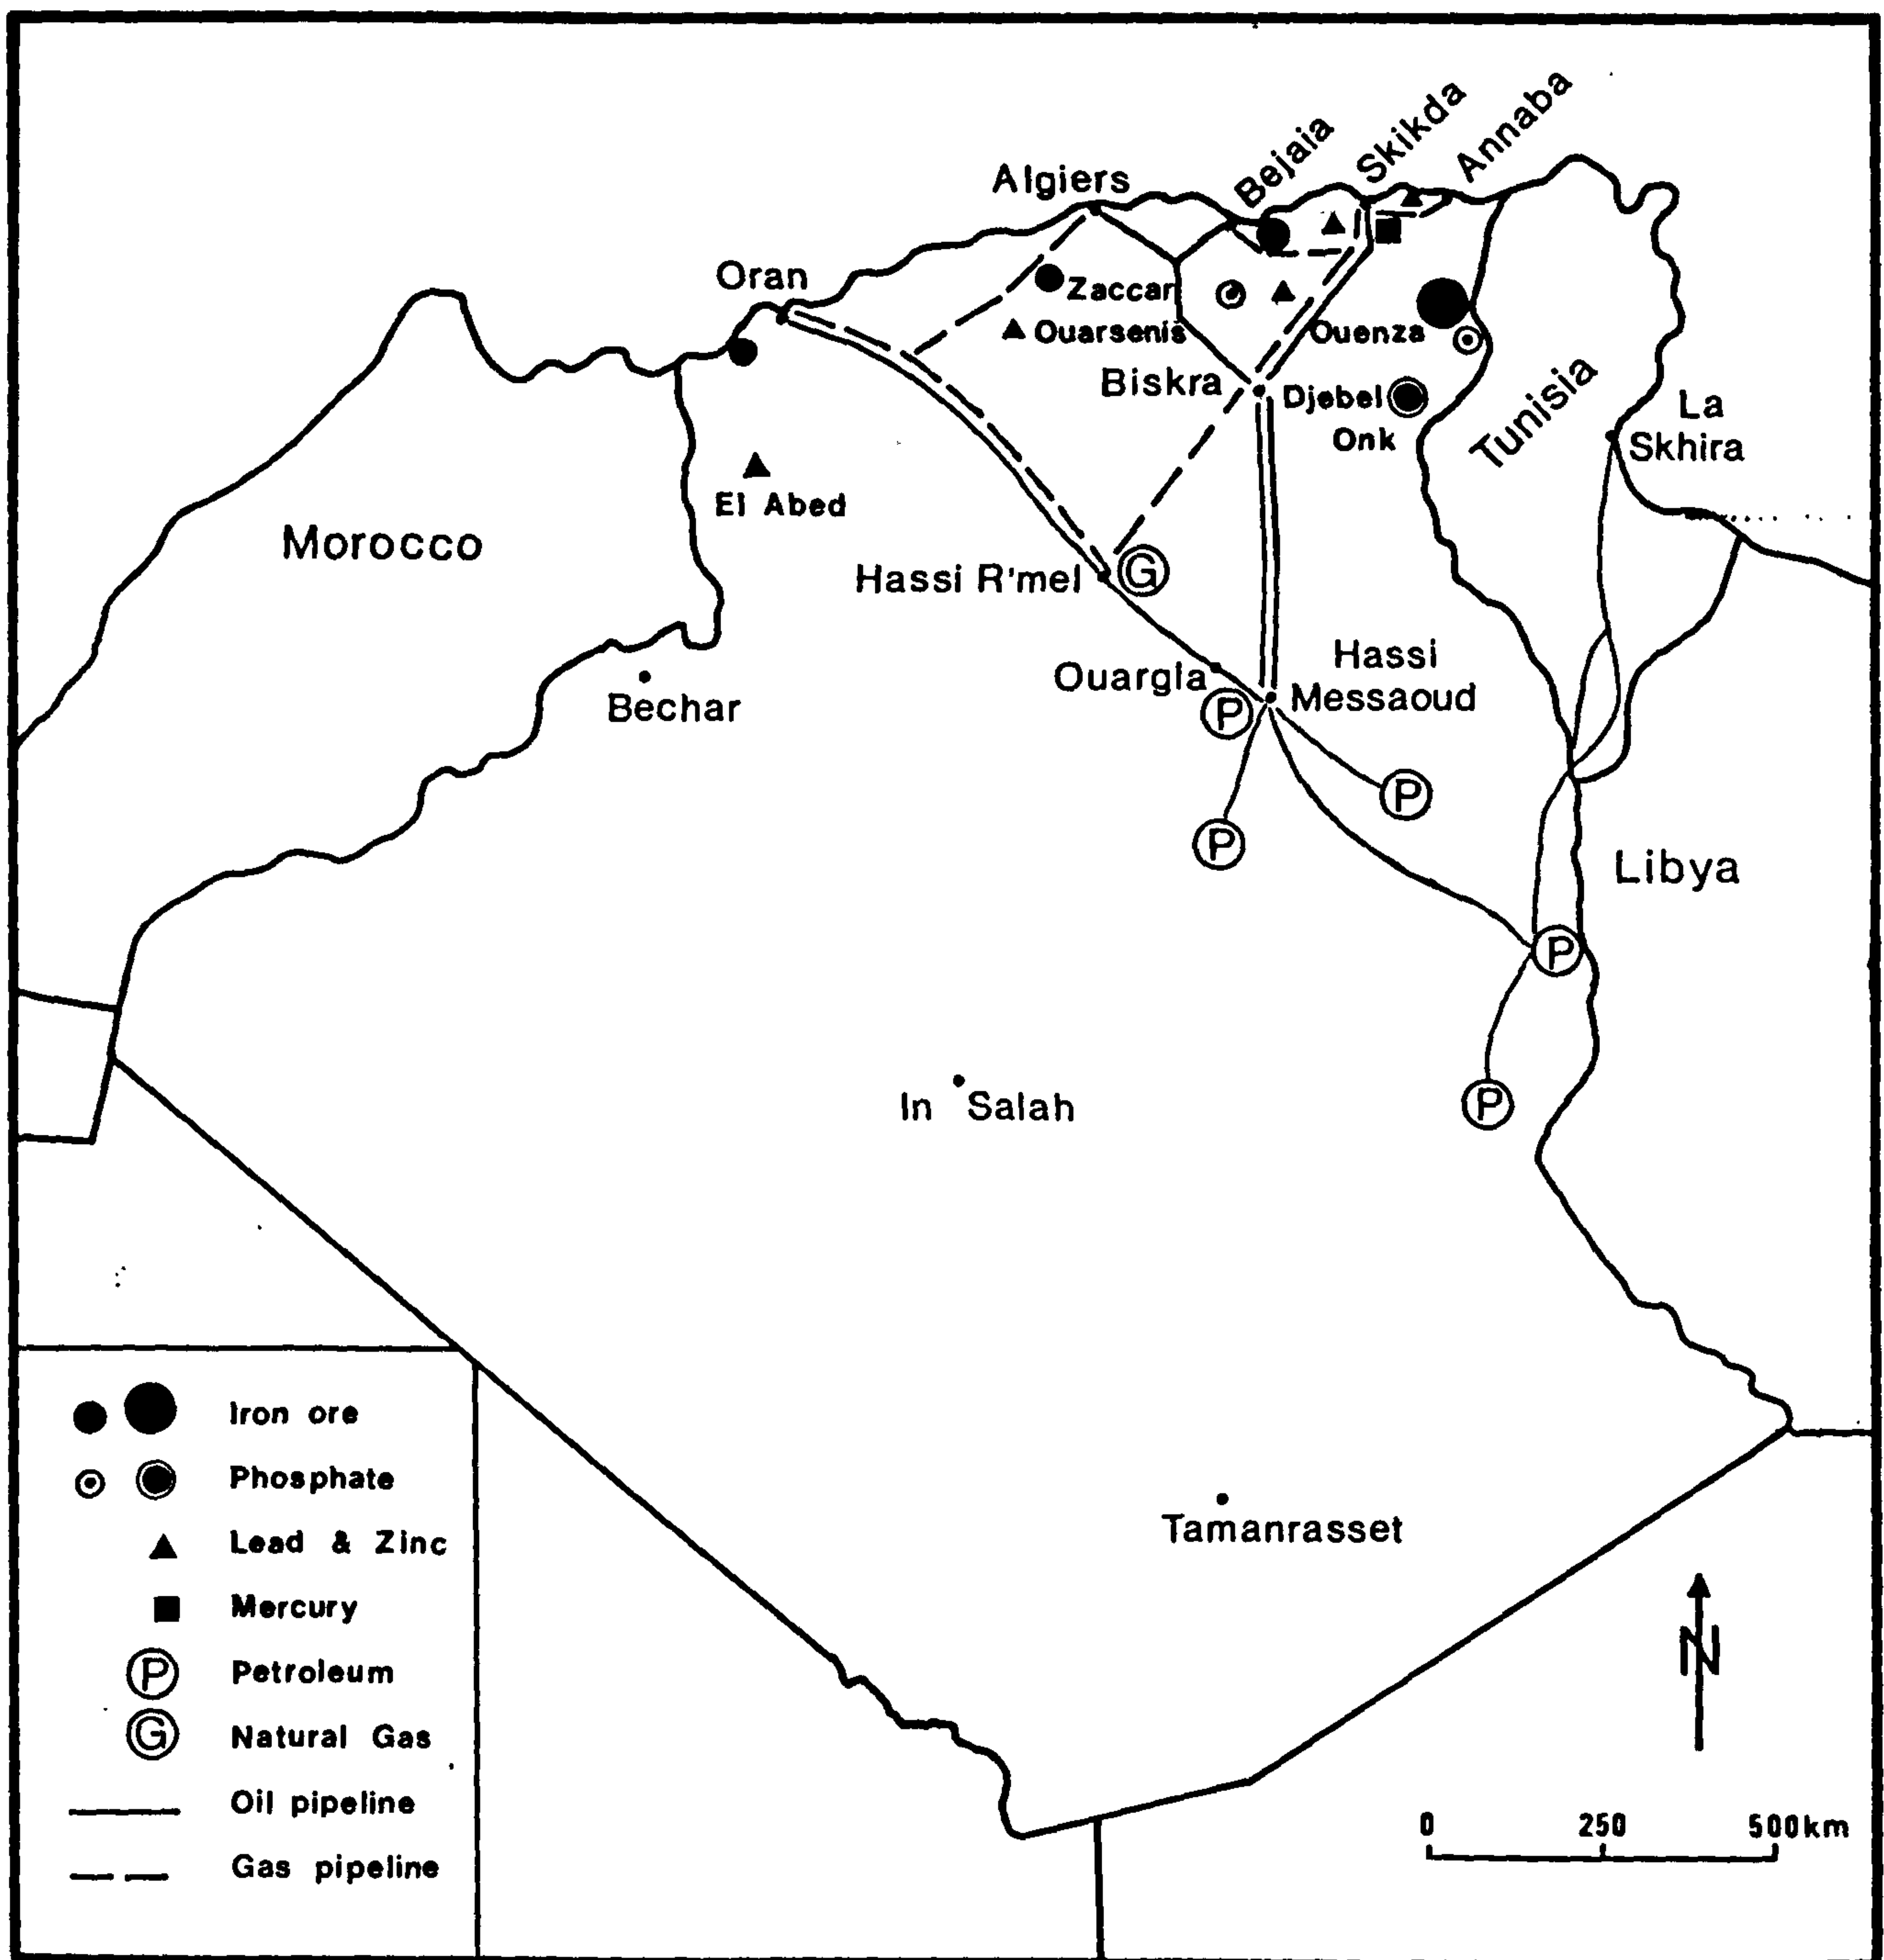 Annaba
Skikda
Bejaia
Algiers
Oran
Zaccar
Ouarsenis
Ouenza
Biskra
Djebel
Onk
Tunisia
La
Skhira
El Abed
Morocco
Hassi R'mel
G
Ouargla
Hassi
Messaoud
Bechar
P
P
P
Libya
P
P
In Salah
Tamanrasset
N
Iron ore
Phosphate
Lead & Zinc
Mercury
P Petroleum
G Natural Gas
Oil pipeline
Gas pipeline
0 250 500km